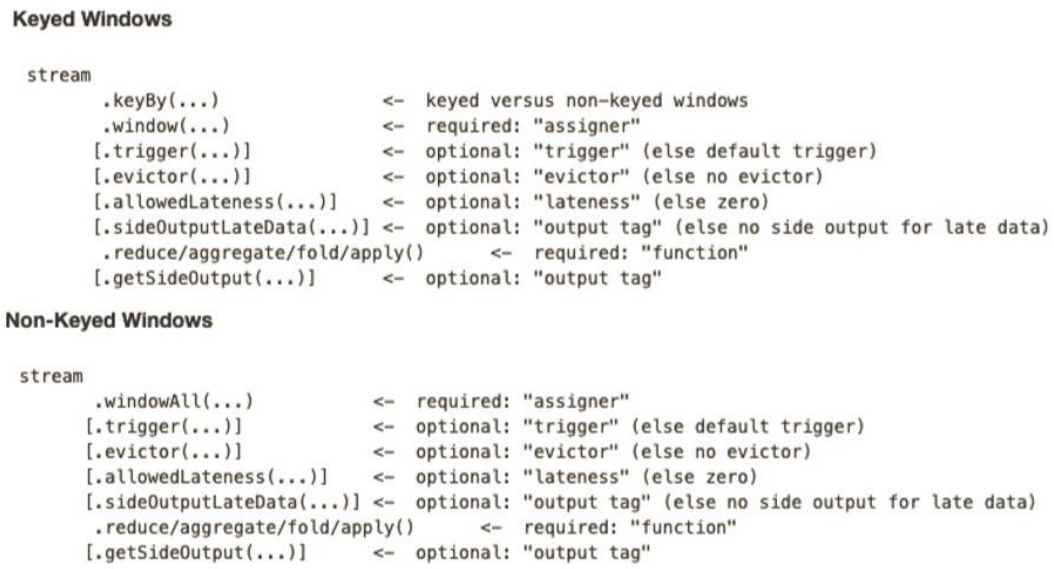 Keyed Windows
stream
.keyBy(...) <- keyed versus non-keyed windows
.window(...) <- required: "assigner"
[.trigger(...)] <- optional: "trigger" (else default trigger)
[.evictor(...)] <- optional: "evictor" (else no evictor)
[.allowedLateness(...)] <- optional: "lateness" (else zero)
[.sideOutputLateData(...)] <- optional: "output tag" (else no side output for late data)
.reduce/aggregate/fold/apply() <- required: "function"
[.getSideOutput(...)] <- optional: "output tag"
Non-Keyed Windows
stream
.windowAll(...) <- required: "assigner"
[.trigger(...)] <- optional: "trigger" (else default trigger)
[.evictor(...)] <- optional: "evictor" (else no evictor)
[.allowedLateness(...)] <- optional: "lateness" (else zero)
[.sideOutputLateData(...)] <- optional: "output tag" (else no side output for late data)
.reduce/aggregate/fold/apply() <- required: "function"
[.getSideOutput(...)] <- optional: "output tag"